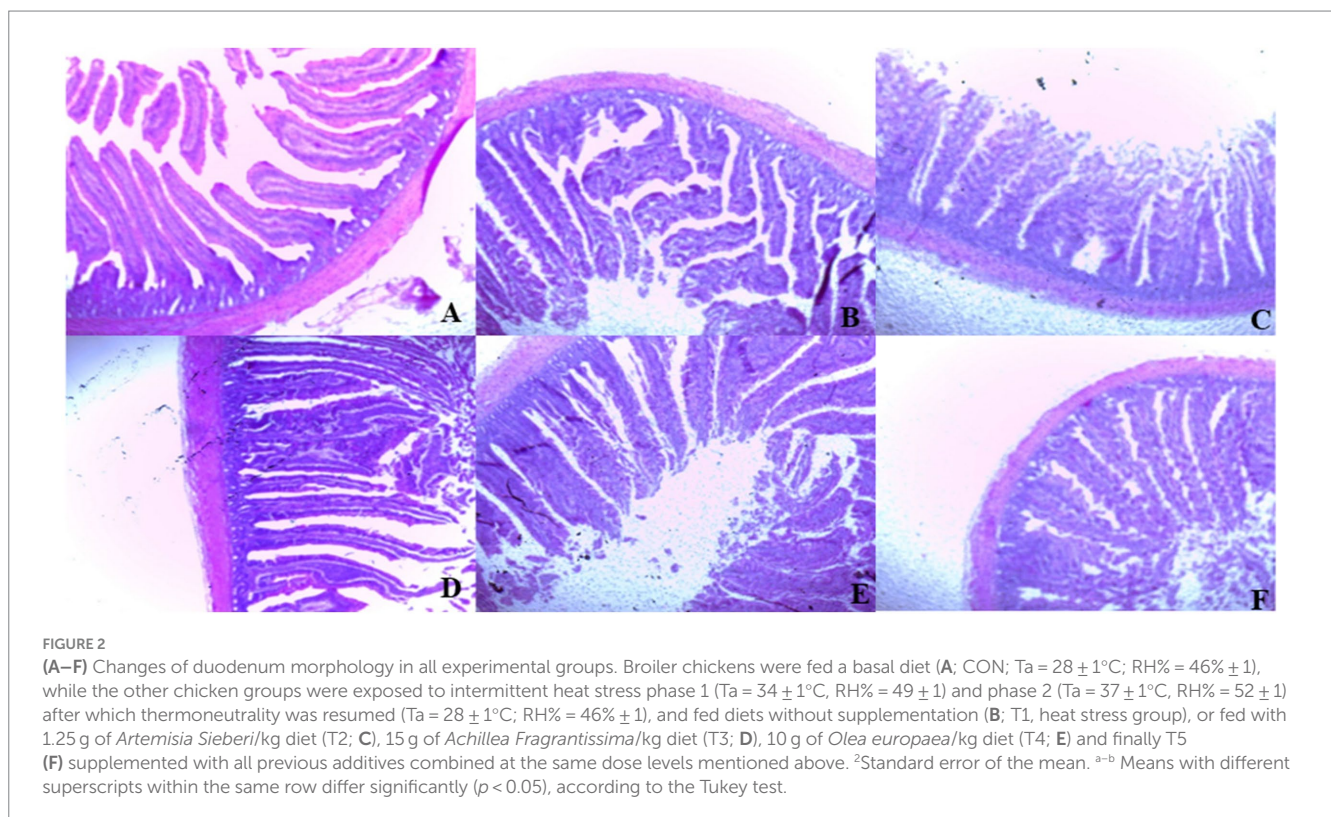 A
B
C
D
E
F
FIGURE 2
(A–F) Changes of duodenum morphology in all experimental groups. Broiler chickens were fed a basal diet (A; CON; Ta = 28 ± 1°C; RH% = 46% ± 1),
while the other chicken groups were exposed to intermittent heat stress phase 1 (Ta = 34 ± 1°C, RH% = 49 ± 1) and phase 2 (Ta = 37 ± 1°C, RH% = 52 ± 1)
after which thermoneutrality was resumed (Ta = 28 ± 1°C; RH% = 46% ± 1), and fed diets without supplementation (B; T1, heat stress group), or fed with
1.25 g of Artemisia Sieberi/kg diet (T2; C), 15 g of Achillea Fragrantissima/kg diet (T3; D), 10 g of Olea europaea/kg diet (T4; E) and finally T5
(F) supplemented with all previous additives combined at the same dose levels mentioned above. ²Standard error of the mean. ᵃ⁻ᵇ Means with different
superscripts within the same row differ significantly (p < 0.05), according to the Tukey test.